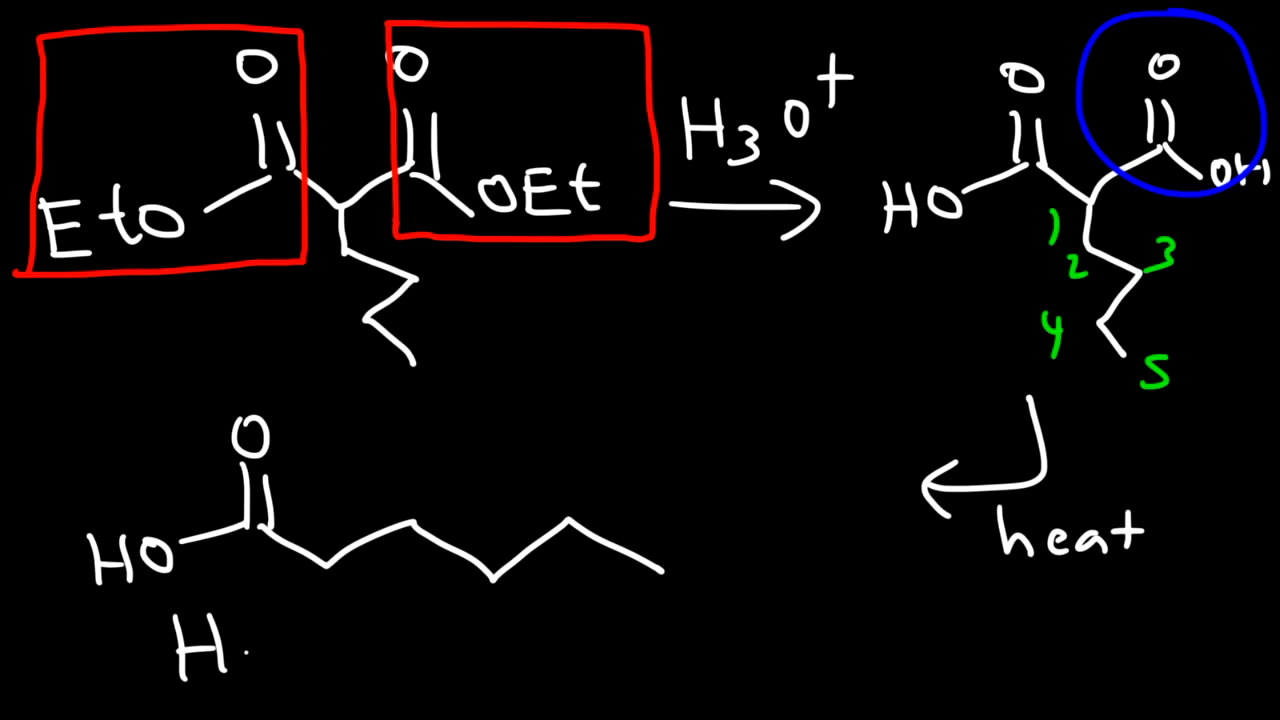 O O H₃O⁺ O O
EtO OEt HO OH
1
2 3
4
5
O
heat
HO
H.